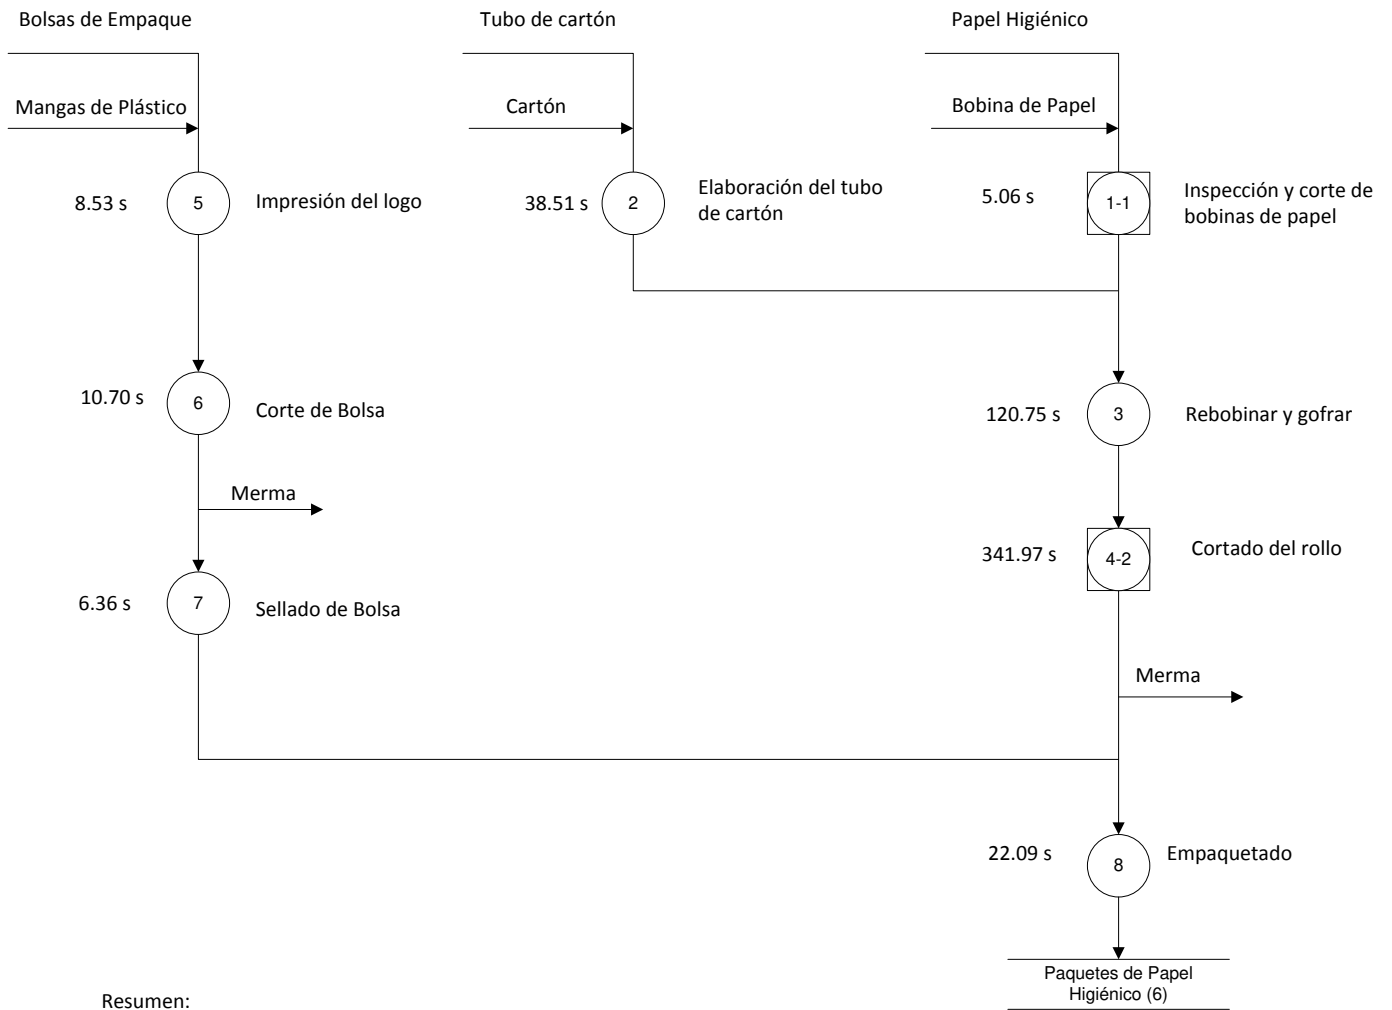 Bolsas de Empaque
Tubo de cartón
Papel Higiénico
Mangas de Plástico
Cartón
Bobina de Papel
8.53 s
5
Impresión del logo
38.51 s
2
Elaboración del tubo
de cartón
5.06 s
1-1
Inspección y corte de
bobinas de papel
10.70 s
6
Corte de Bolsa
120.75 s
3
Rebobinar y gofrar
Merma
341.97 s
4-2
Cortado del rollo
6.36 s
7
Sellado de Bolsa
Merma
22.09 s
8
Empaquetado
Paquetes de Papel
Higiénico (6)
Resumen: